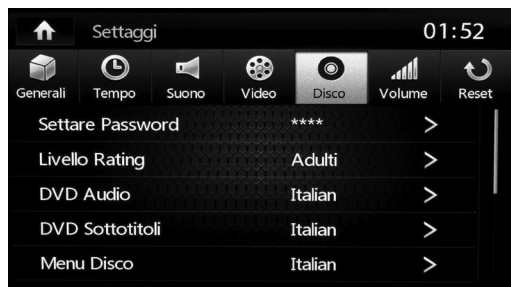 Settaggi 01:52
Generali Tempo Suono Video Disco Volume Reset
Settare Password **** >
Livello Rating Adulti >
DVD Audio Italian >
DVD Sottotitoli Italian >
Menu Disco Italian >